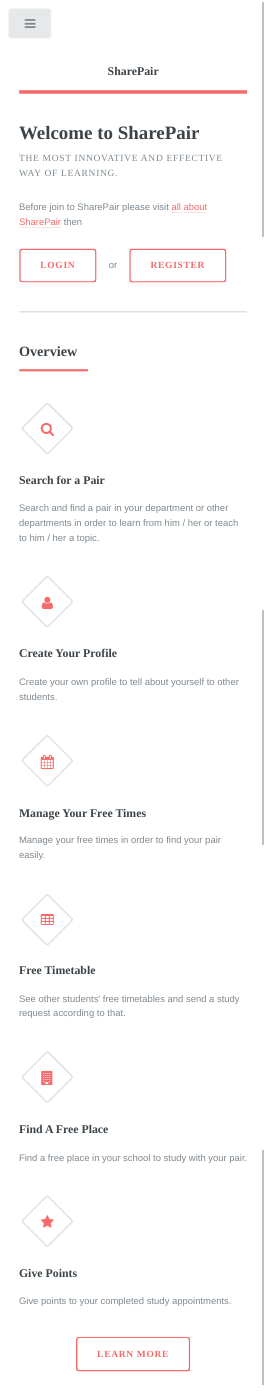 SharePair
Welcome to SharePair
THE MOST INNOVATIVE AND EFFECTIVE
WAY OF LEARNING.
Before join to SharePair please visit all about
SharePair then
LOGIN or REGISTER
Overview
Search for a Pair
Search and find a pair in your department or other
departments in order to learn from him / her or teach
to him / her a topic.
Create Your Profile
Create your own profile to tell about yourself to other
students.
Manage Your Free Times
Manage your free times in order to find your pair
easily.
Free Timetable
See other students' free timetables and send a study
request according to that.
Find A Free Place
Find a free place in your school to study with your pair.
Give Points
Give points to your completed study appointments.
LEARN MORE